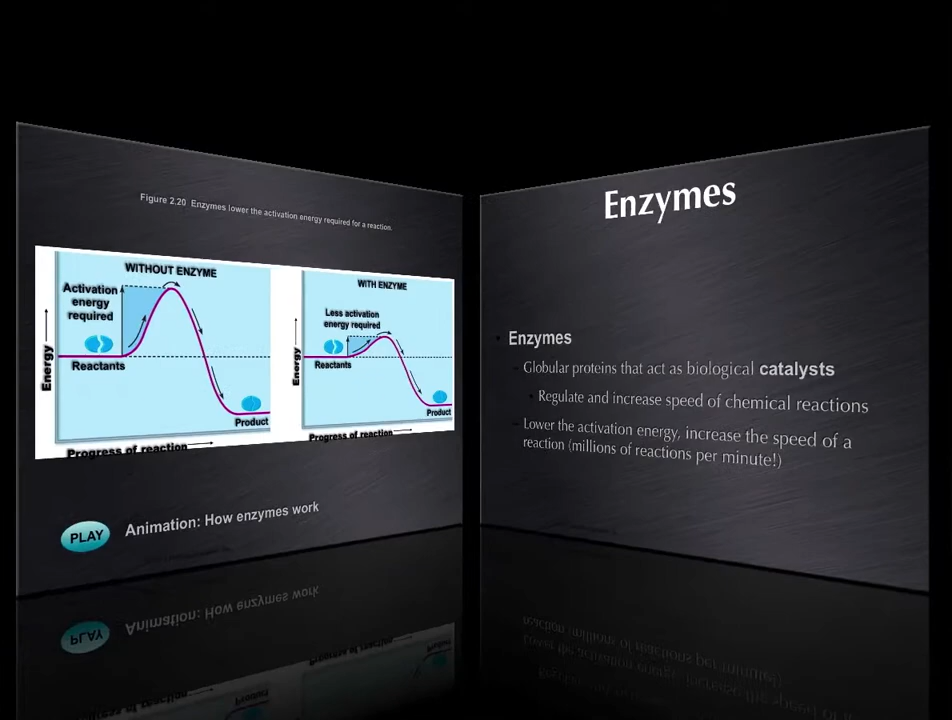 Figure 2.20 Enzymes lower the activation energy required for a reaction.
WITHOUT ENZYME
Activation
energy
required
Reactants
Product
Energy
Progress of reaction
WITH ENZYME
Less activation
energy required
Reactants
Product
Energy
Progress of reaction
PLAY
Animation: How enzymes work
Enzymes
• Enzymes
– Globular proteins that act as biological catalysts
• Regulate and increase speed of chemical reactions
– Lower the activation energy, increase the speed of a
reaction (millions of reactions per minute!)